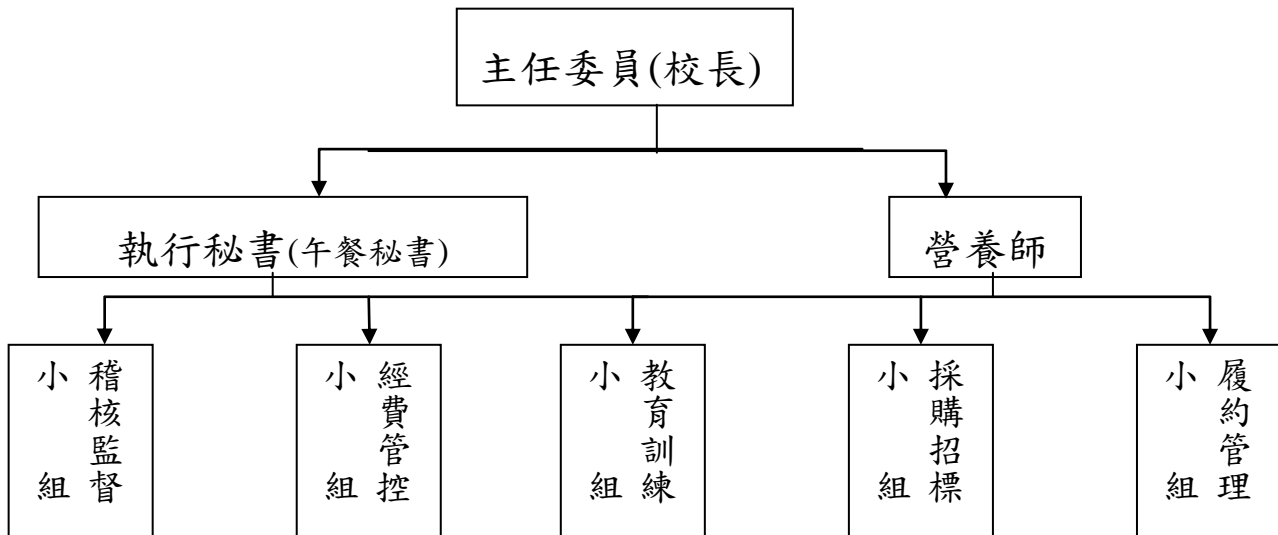 主任委員(校長)
執行秘書(午餐秘書)
營養師
稽核監督
小組
經費管控
小組
教育訓練
小組
採購招標
小組
履約管理
小組